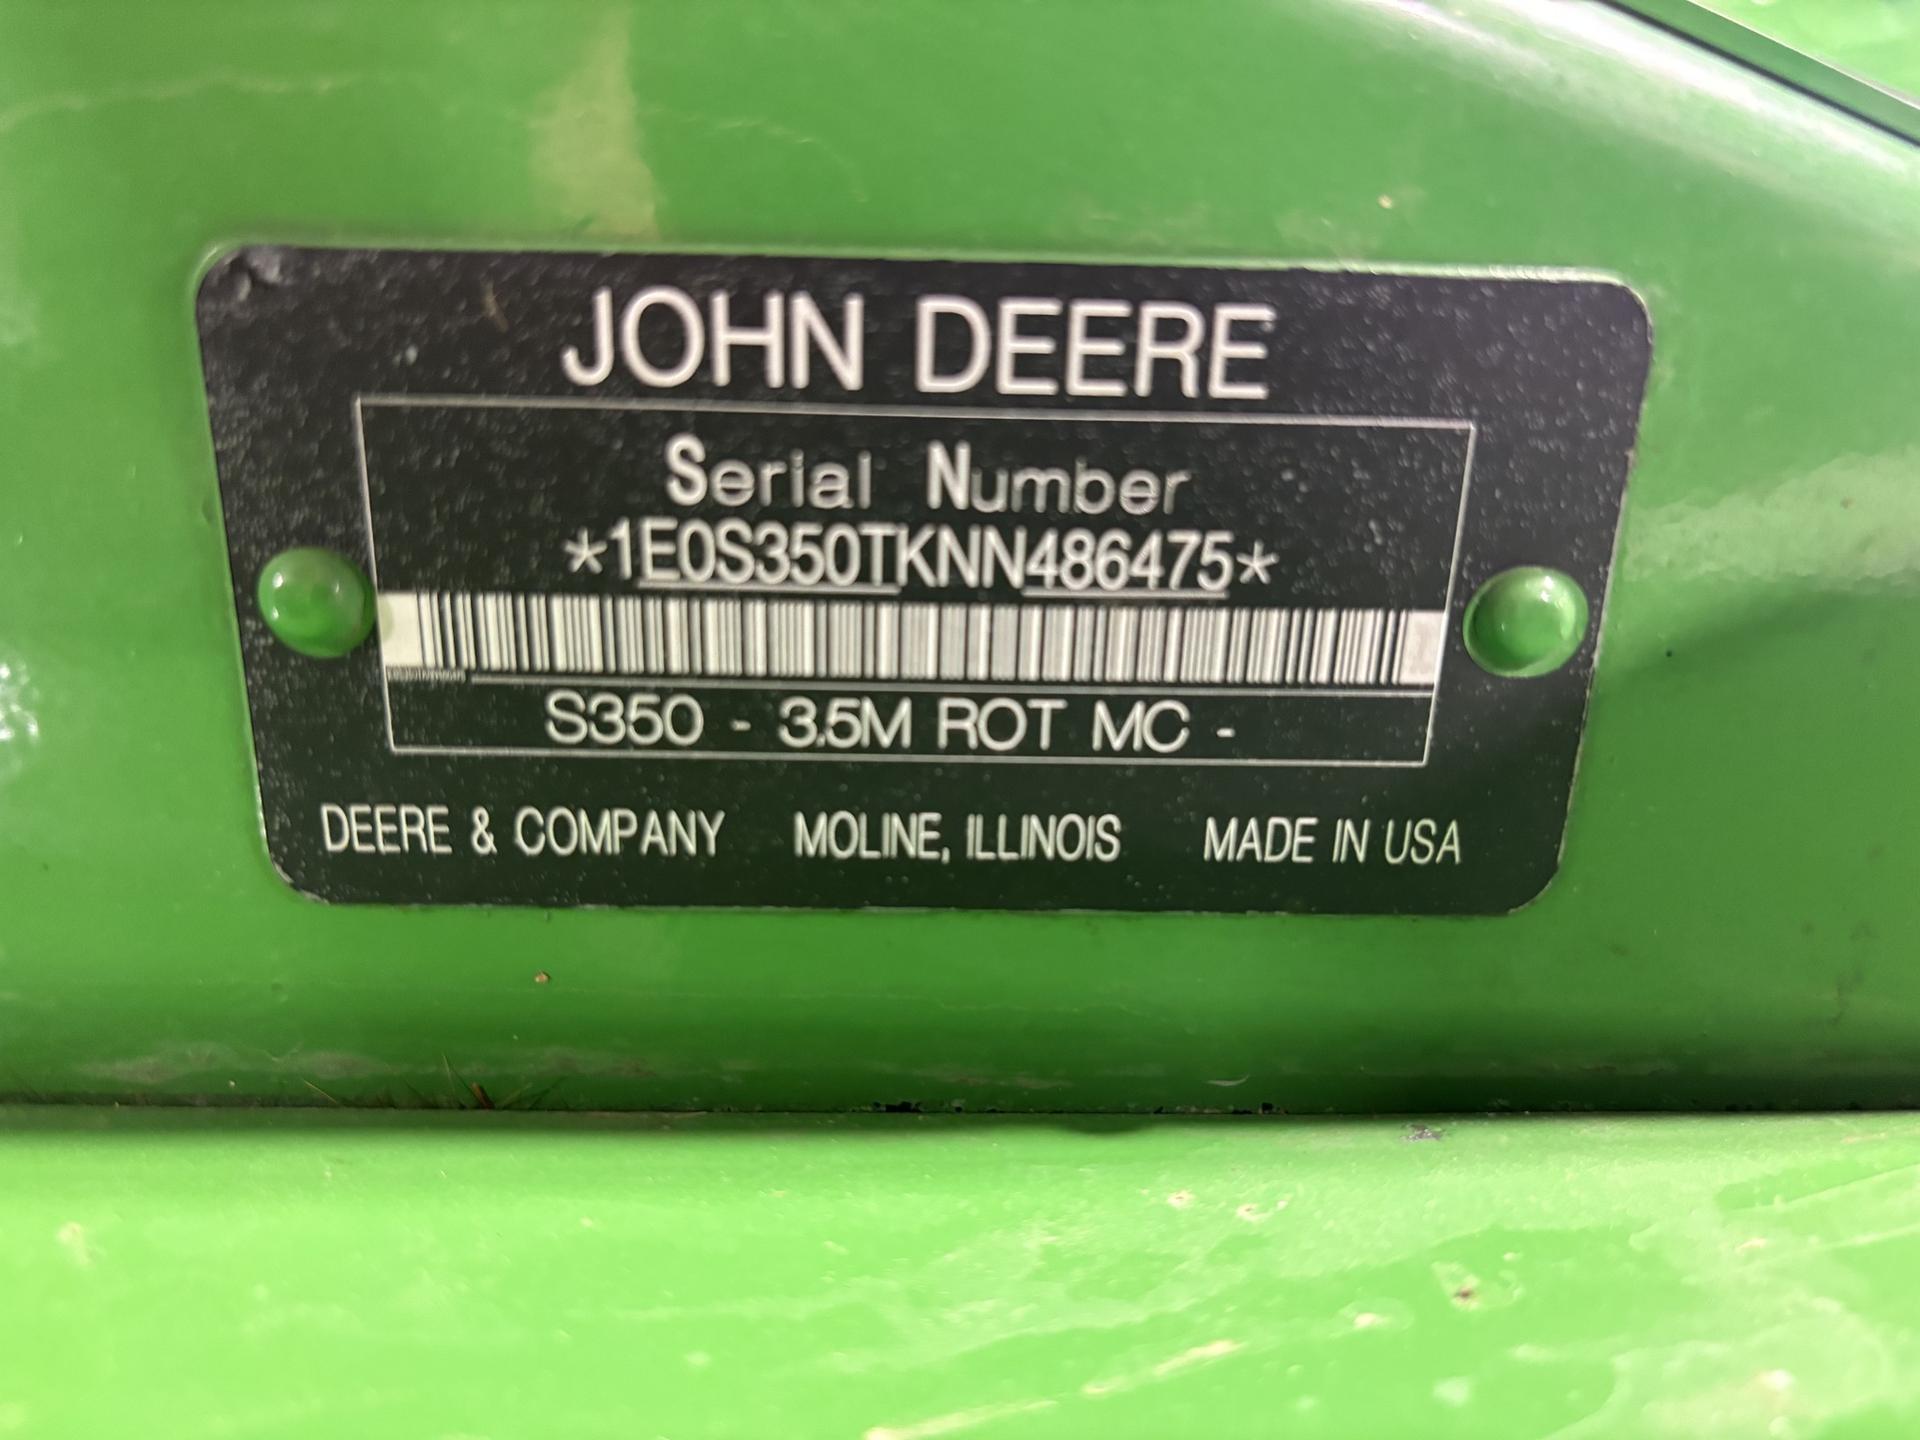 JOHN DEERE
Serial Number
*1E0S350TKNN486475*
S350 - 3.5M ROT MC -
DEERE & COMPANY MOLINE, ILLINOIS MADE IN USA